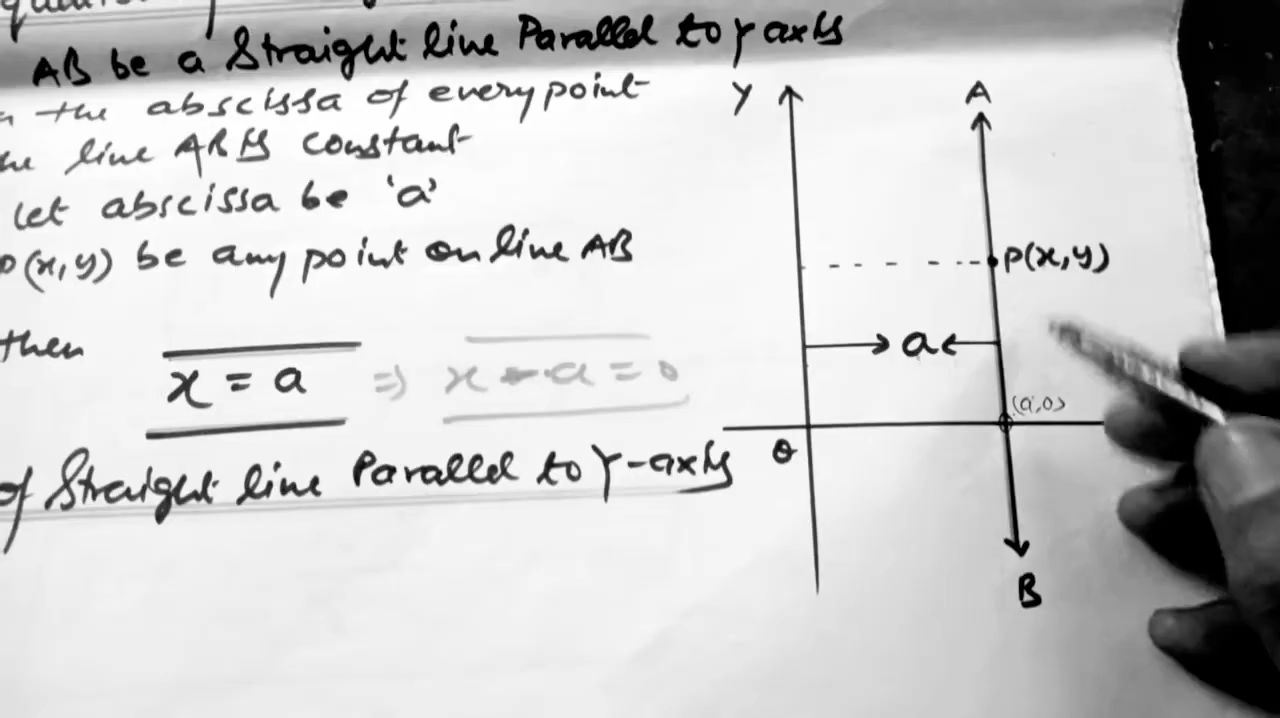 AB be a Straight line Parallel to Y axis
the abscissa of every point
line AB is constant
let abscissa be 'a'
P(x,y) be any point on line AB
then
x = a ⇒ x - a = 0
of Straight line Parallel to Y-axis
Y
A
P(x,y)
a
(a,0)
O
B